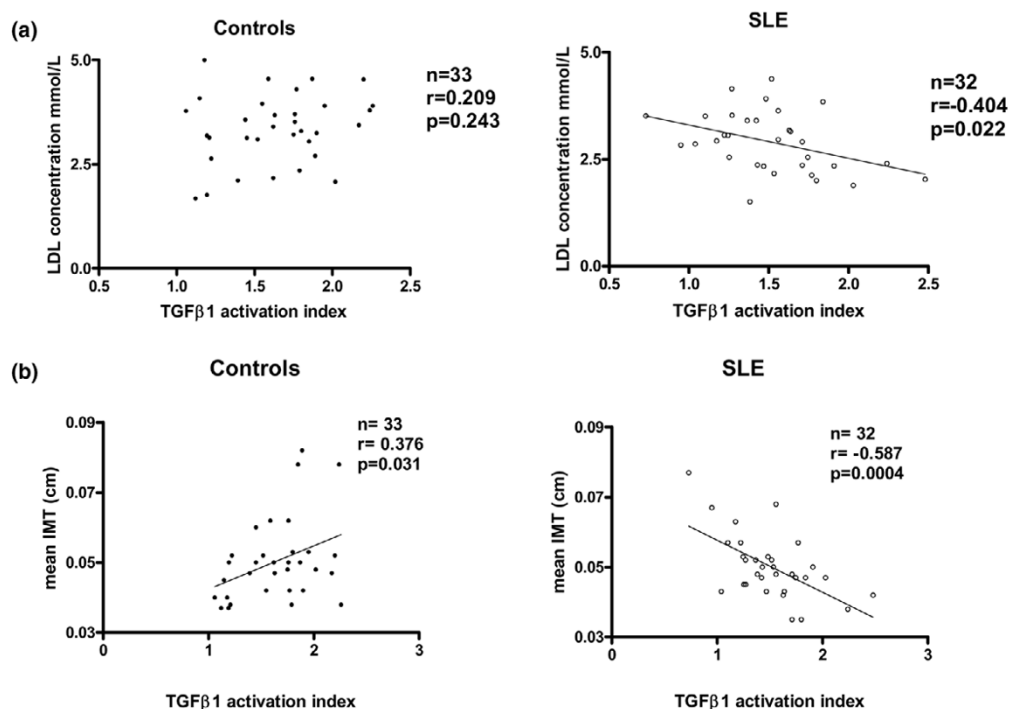 (a)
Controls
LDL concentration mmol/L
5.0
2.5
0.0
0.5
1.0
1.5
2.0
2.5
TGFβ1 activation index
n=33
r=0.209
p=0.243
SLE
LDL concentration mmol/L
5.0
2.5
0.0
0.5
1.0
1.5
2.0
2.5
TGFβ1 activation index
n=32
r=-0.404
p=0.022
(b)
Controls
mean IMT (cm)
0.09
0.07
0.05
0.03
0
1
2
3
TGFβ1 activation index
n= 33
r= 0.376
p=0.031
SLE
mean IMT (cm)
0.09
0.07
0.05
0.03
0
1
2
3
TGFβ1 activation index
n= 32
r= -0.587
p=0.0004